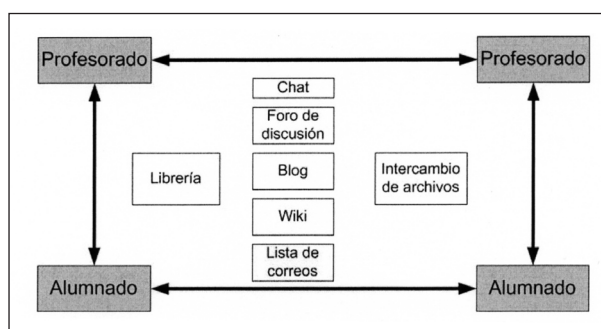 Profesorado
Profesorado
Chat
Foro de
discusión
Librería
Blog
Intercambio
de archivos
Wiki
Lista de
correos
Alumnado
Alumnado